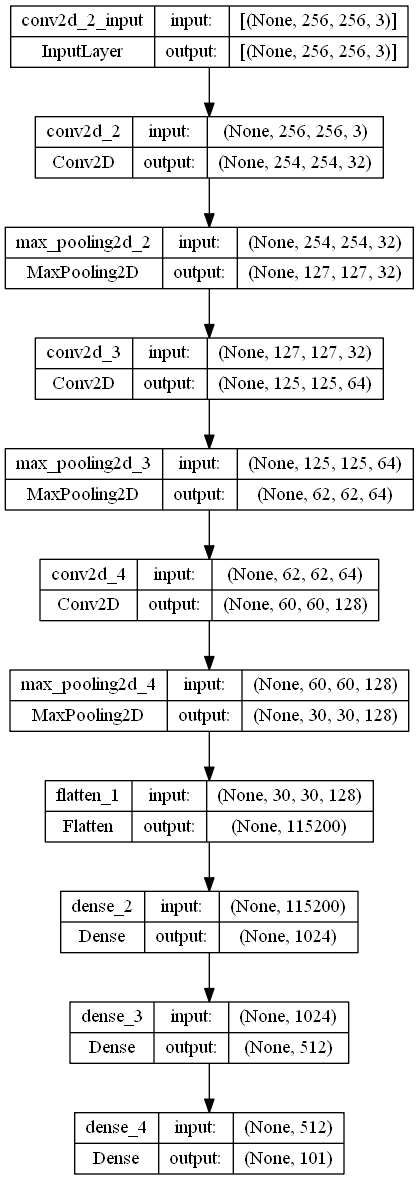 conv2d_2_input input: [(None, 256, 256, 3)]
InputLayer output: [(None, 256, 256, 3)]
conv2d_2 input: (None, 256, 256, 3)
Conv2D output: (None, 254, 254, 32)
max_pooling2d_2 input: (None, 254, 254, 32)
MaxPooling2D output: (None, 127, 127, 32)
conv2d_3 input: (None, 127, 127, 32)
Conv2D output: (None, 125, 125, 64)
max_pooling2d_3 input: (None, 125, 125, 64)
MaxPooling2D output: (None, 62, 62, 64)
conv2d_4 input: (None, 62, 62, 64)
Conv2D output: (None, 60, 60, 128)
max_pooling2d_4 input: (None, 60, 60, 128)
MaxPooling2D output: (None, 30, 30, 128)
flatten_1 input: (None, 30, 30, 128)
Flatten output: (None, 115200)
dense_2 input: (None, 115200)
Dense output: (None, 1024)
dense_3 input: (None, 1024)
Dense output: (None, 512)
dense_4 input: (None, 512)
Dense output: (None, 101)